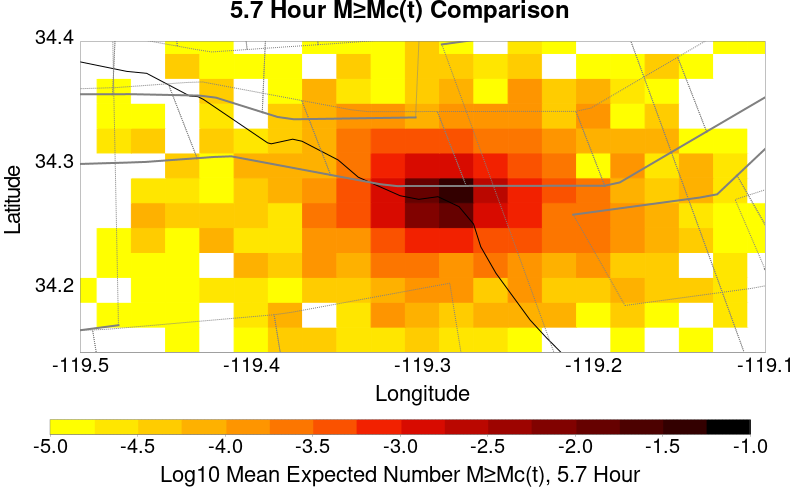 5.7 Hour M≥Mc(t) Comparison
34.4
34.3
34.2
Latitude
-119.5 -119.4 -119.3 -119.2 -119.1
Longitude
-5.0 -4.5 -4.0 -3.5 -3.0 -2.5 -2.0 -1.5 -1.0
Log10 Mean Expected Number M≥Mc(t), 5.7 Hour